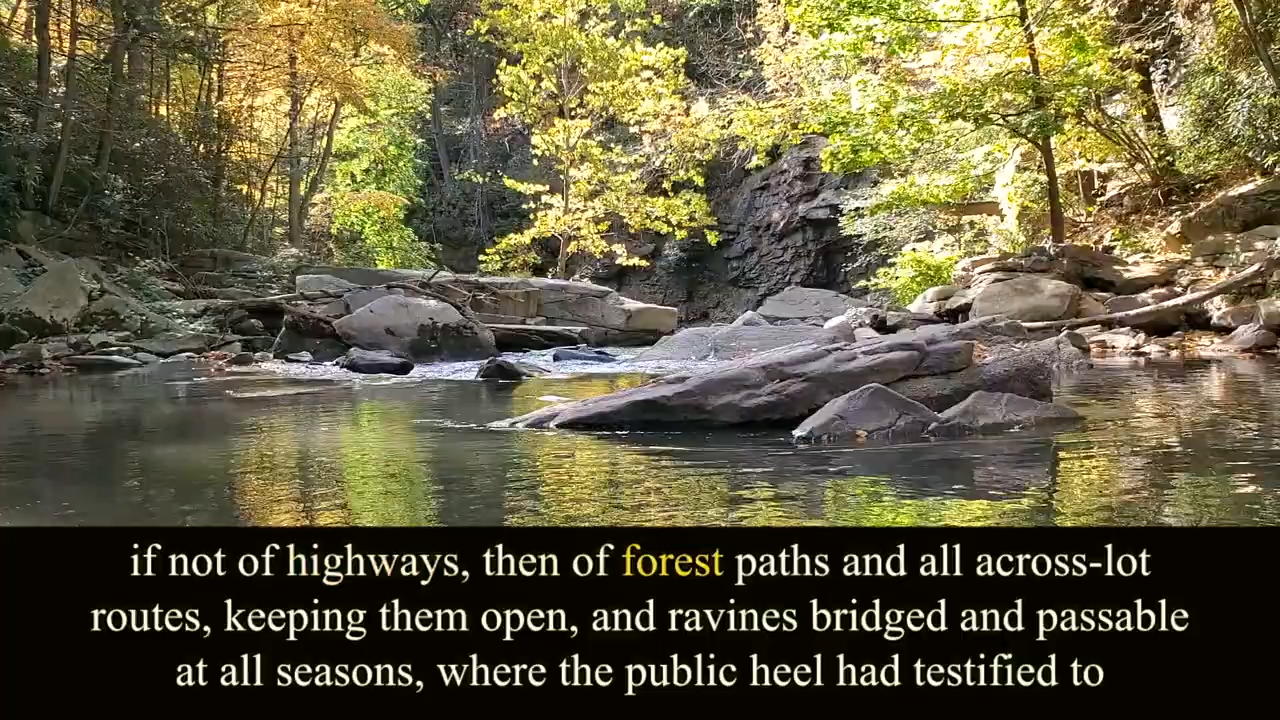 if not of highways, then of forest paths and all across-lot
routes, keeping them open, and ravines bridged and passable
at all seasons, where the public heel had testified to